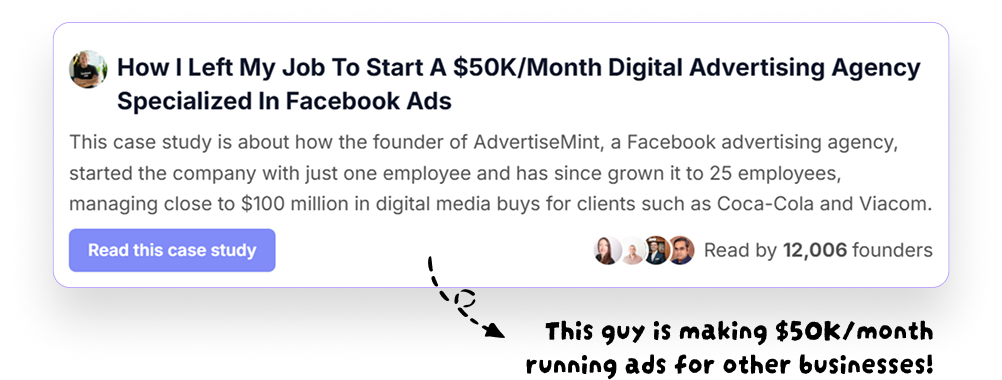 How I Left My Job To Start A $50K/Month Digital Advertising Agency
Specialized In Facebook Ads
This case study is about how the founder of AdvertiseMint, a Facebook advertising agency,
started the company with just one employee and has since grown it to 25 employees,
managing close to $100 million in digital media buys for clients such as Coca-Cola and Viacom.
Read this case study
Read by 12,006 founders
This guy is making $50K/month
running ads for other businesses!